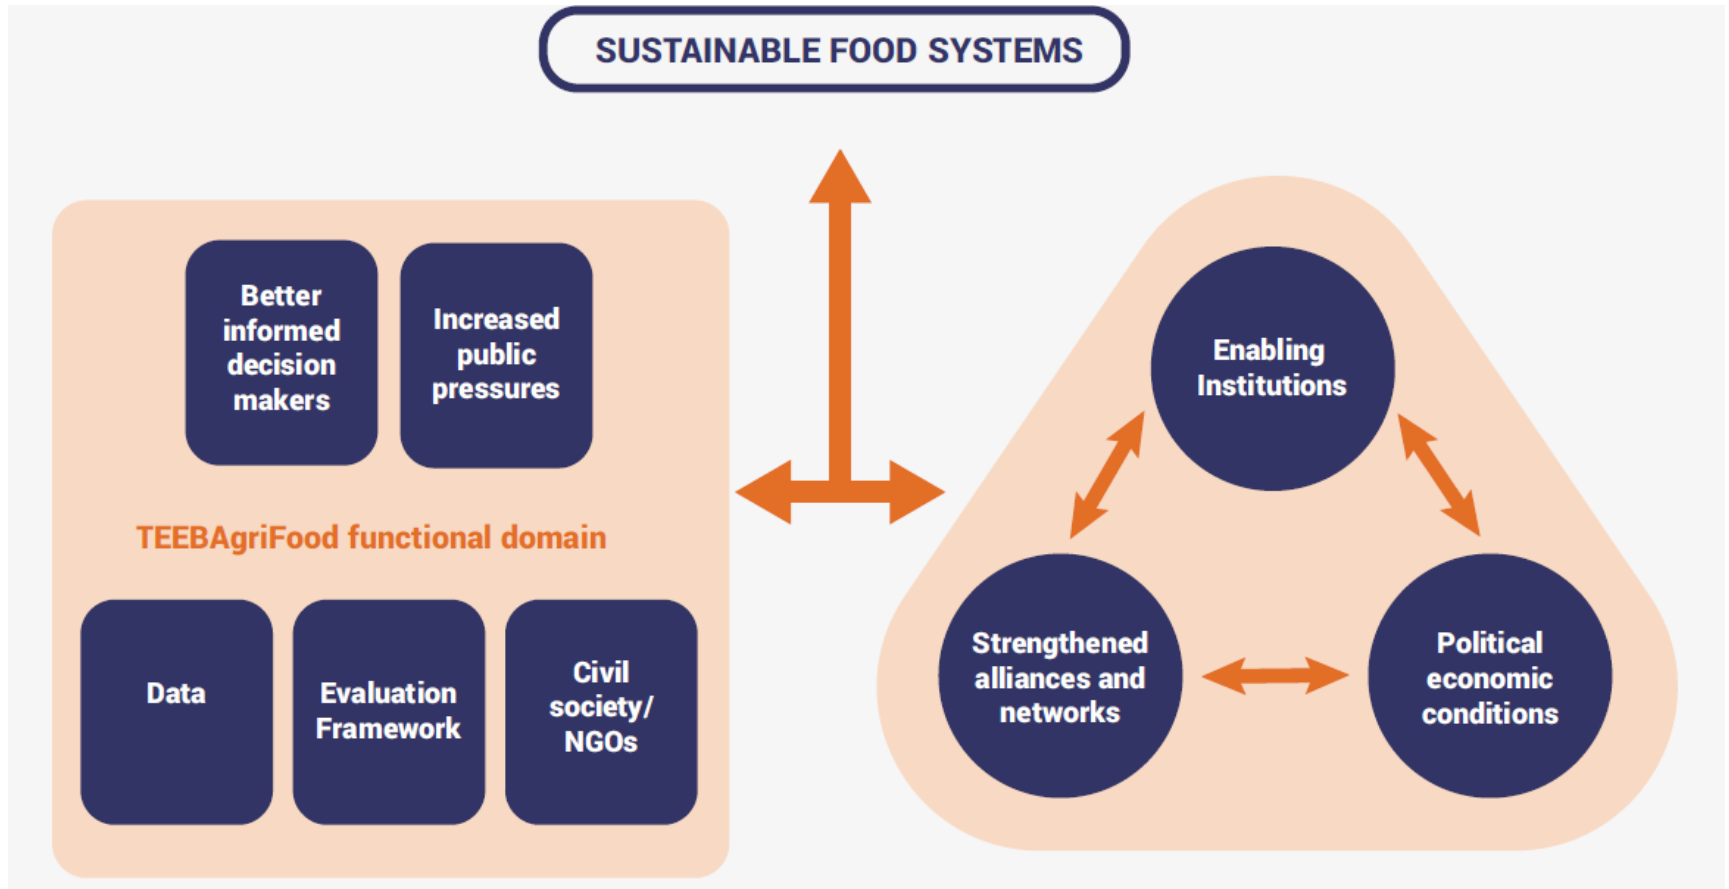 SUSTAINABLE FOOD SYSTEMS
Better
informed
decision
makers
Increased
public
pressures
TEEBAgriFood functional domain
Data
Evaluation
Framework
Civil
society/
NGOs
Enabling
Institutions
Strengthened
alliances and
networks
Political
economic
conditions